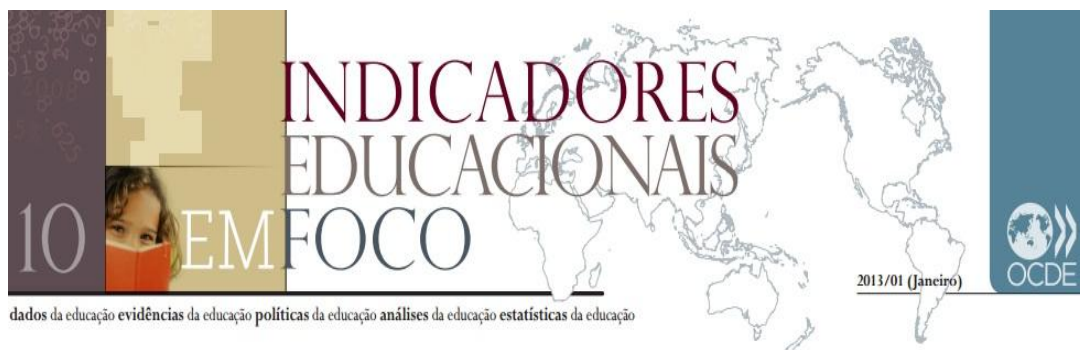 INDICADORES
EDUCACIONAIS
10 EM FOCO
2013/01 (Janeiro)
OCDE
dados da educação evidências da educação políticas da educação análises da educação estatísticas da educação